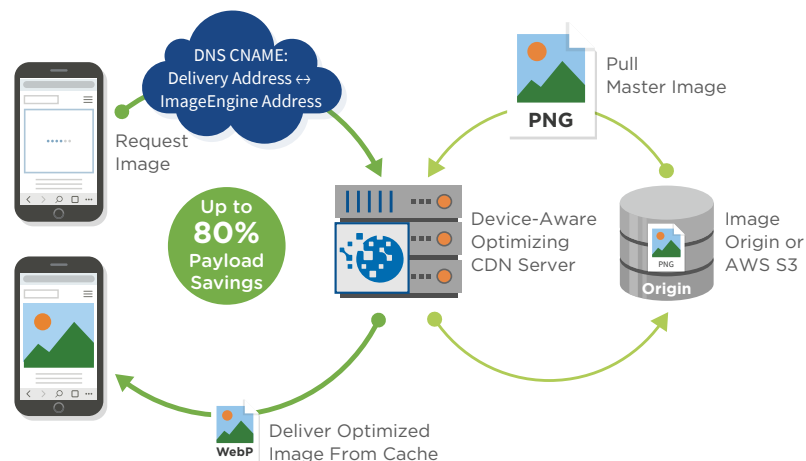 DNS CNAME:
Delivery Address ↔
ImageEngine Address
Request
Image
Up to
80%
Payload
Savings
PNG
Pull
Master Image
Device-Aware
Optimizing
CDN Server
PNG
Origin
Image
Origin or
AWS S3
WebP
Deliver Optimized
Image From Cache